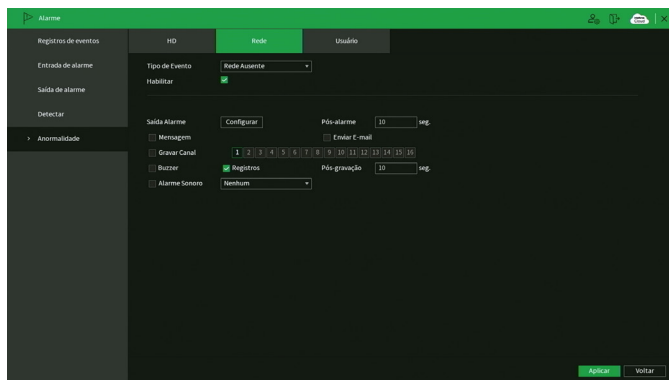 Alarme
Registros de eventos
Entrada de alarme
Saída de alarme
Detectar
> Anormalidade
HD Rede Usuário
Tipo de Evento Rede Ausente
Habilitar
Saída Alarme Configurar Pós-alarme 10 seg.
Mensagem Enviar E-mail
Gravar Canal 1 2 3 4 5 6 7 8 9 10 11 12 13 14 15 16
Buzzer Registros Pós-gravação 10 seg.
Alarme Sonoro Nenhum
Aplicar Voltar